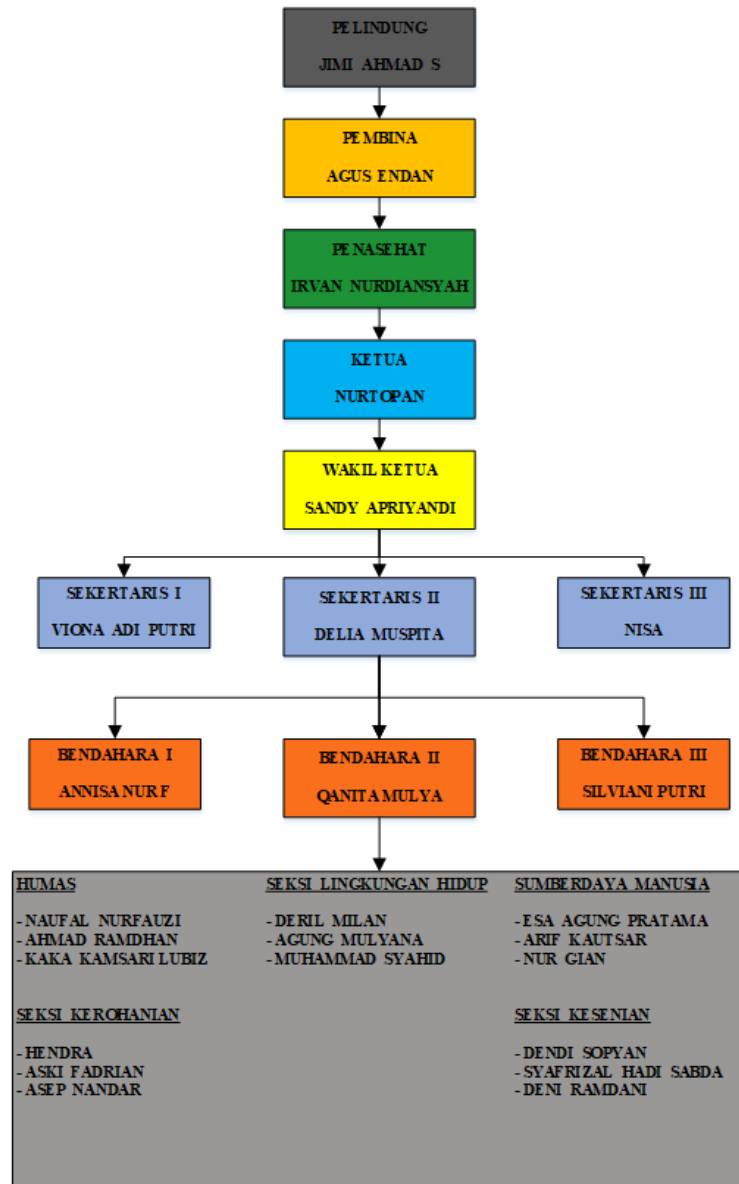 PELINDUNG
JIMI AHMAD S
PEMBINA
AGUS ENDAN
PENASEHAT
IRVAN NURDIANSYAH
KETUA
NURTOPAN
WAKIL KETUA
SANDY APRIYANDI
SEKERTARIS I
VIONA ADI PUTRI
SEKERTARIS II
DELIA MUSPITA
SEKERTARIS III
NISA
BENDAHARA I
ANNISA NUR F
BENDAHARA II
QANITA MULYA
BENDAHARA III
SILVIANI PUTRI
HUMAS
- NAUFAL NURFAUZI
- AHMAD RAMDHAN
- KAKA KAMSARI LUBIZ
SEKSI LINGKUNGAN HIDUP
- DERIL MILAN
- AGUNG MULYANA
- MUHAMMAD SYAHID
SUMBERDAYA MANUSIA
- ESA AGUNG PRATAMA
- ARIF KAUTSAR
- NUR GIAN
SEKSI KEROHANIAN
- HENDRA
- ASKI FADRIAN
- ASEP NANDAR
SEKSI KESENIAN
- DENDI SOPYAN
- SYAFRIZAL HADI SABDA
- DENI RAMDANI